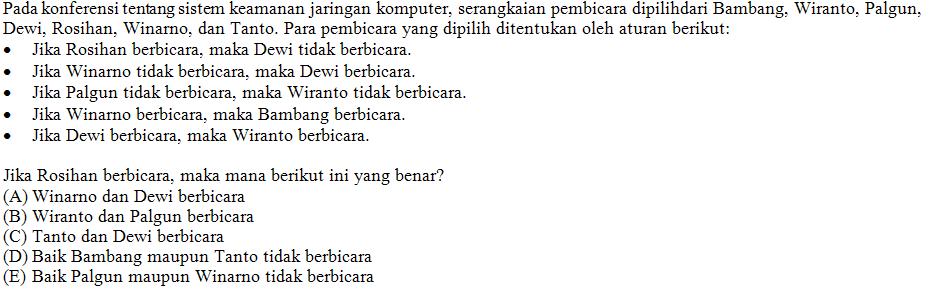 Pada konferensi tentang sistem keamanan jaringan komputer, serangkaian pembicara dipilihdari Bambang, Wiranto, Palgun,
Dewi, Rosihan, Winarno, dan Tanto. Para pembicara yang dipilih ditentukan oleh aturan berikut:
• Jika Rosihan berbicara, maka Dewi tidak berbicara.
• Jika Winarno tidak berbicara, maka Dewi berbicara.
• Jika Palgun tidak berbicara, maka Wiranto tidak berbicara.
• Jika Winarno berbicara, maka Bambang berbicara.
• Jika Dewi berbicara, maka Wiranto berbicara.
Jika Rosihan berbicara, maka mana berikut ini yang benar?
(A) Winarno dan Dewi berbicara
(B) Wiranto dan Palgun berbicara
(C) Tanto dan Dewi berbicara
(D) Baik Bambang maupun Tanto tidak berbicara
(E) Baik Palgun maupun Winarno tidak berbicara